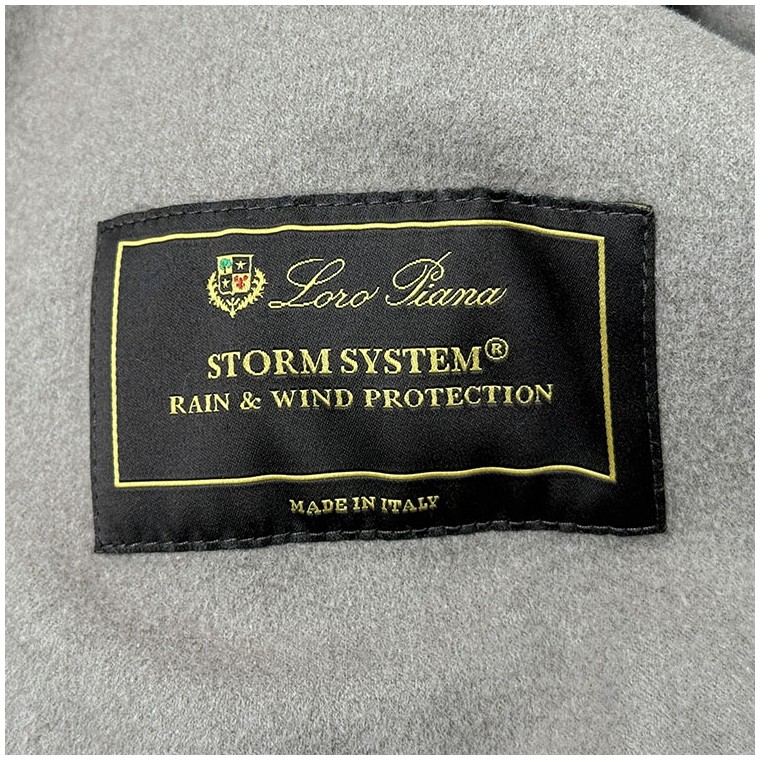 Loro Piana
STORM SYSTEM®
RAIN & WIND PROTECTION
MADE IN ITALY